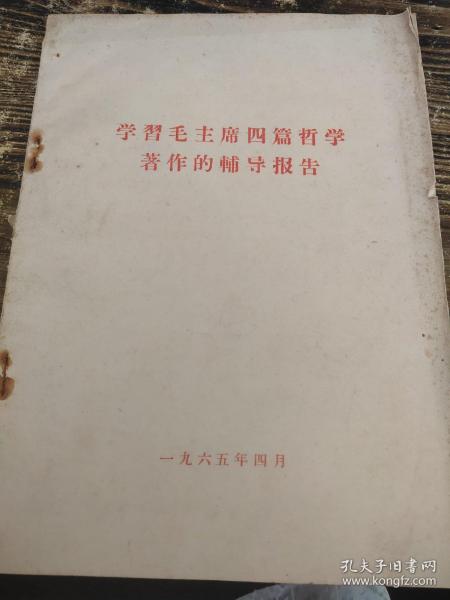 学習毛主席四篇哲学
著作的輔导报告
一九六五年四月
孔夫子旧书网
www.kongfz.com